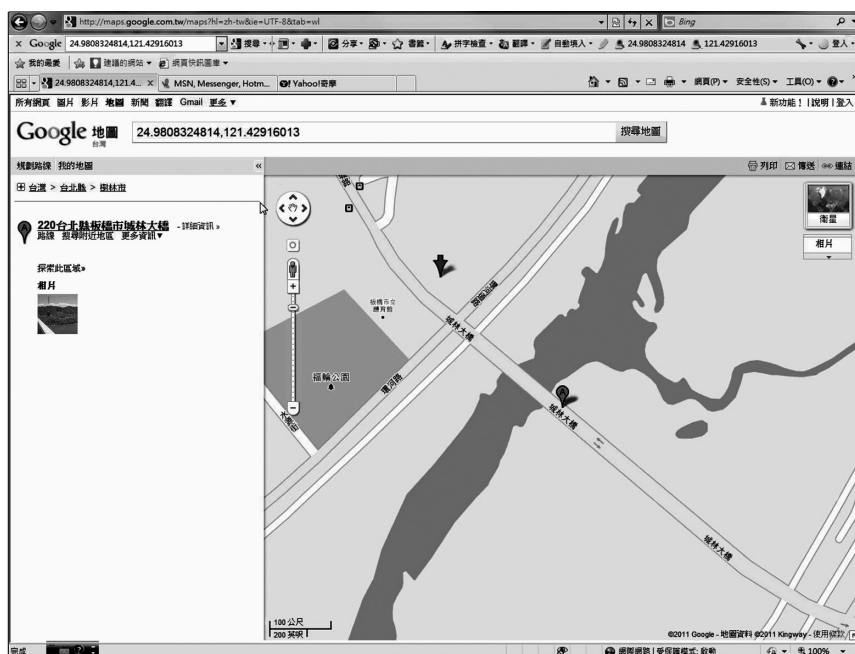 http://maps.google.com.tw/maps?hl=zh-tw&ie=UTF-8&tab=wl
Bing
x Google 24.9808324814,121.42916013 搜尋 分享 書籤 拼字檢查 翻譯 自動填入 24.9808324814 121.42916013 登入
我的最愛 建議的網站 網頁快訊圖庫
24.9808324814,121.4... x MSN, Messenger, Hotm... Yahoo!奇摩 網頁(P) 安全性(S) 工具(O)
所有網頁 圖片 影片 地圖 新聞 翻譯 Gmail 更多 ▼ 新功能！ | 說明 | 登入
Google 地圖 24.9808324814,121.42916013 搜尋地圖
台灣
規劃路線 我的地圖 « 列印 傳送 連結
台灣 > 台北縣 > 樹林市
A 220台北縣板橋市城林大橋 - 詳細資訊 »
路線 搜尋附近地區 更多資訊▼
探索此區域»
相片
衛星
相片
環河路
板橋市立
體育館
城林大橋
福輪公園
環河路
A
城林大橋
城林大橋
100 公尺
200 英呎
©2011 Google - 地圖資料 ©2011 Kingway - 使用條款
完成 網際網路 | 受保護模式: 啟動 100%